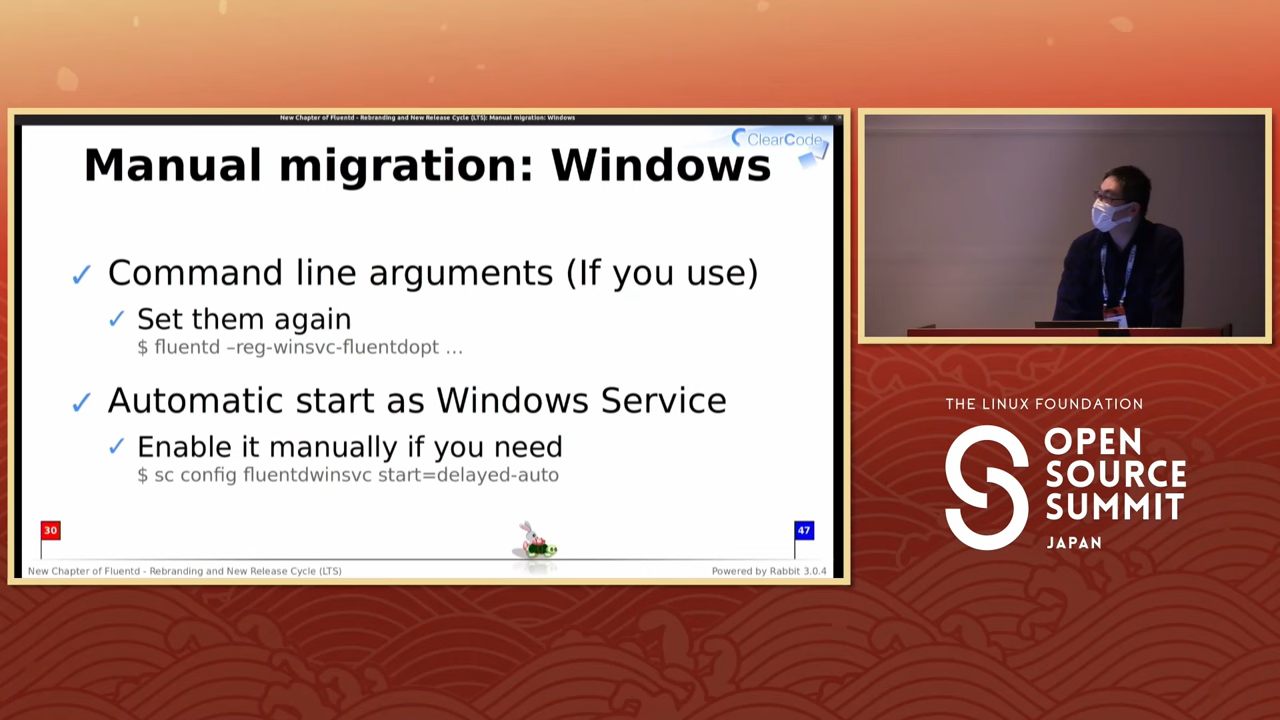 New Chapter of Fluentd - Rebranding and New Release Cycle (LTS): Manual migration: Windows
ClearCode
Manual migration: Windows
✓ Command line arguments (If you use)
✓ Set them again
$ fluentd –reg-winsvc-fluentdopt …
✓ Automatic start as Windows Service
✓ Enable it manually if you need
$ sc config fluentdwinsvc start=delayed-auto
30
47
New Chapter of Fluentd - Rebranding and New Release Cycle (LTS)
Powered by Rabbit 3.0.4
THE LINUX FOUNDATION
OPEN
SOURCE
SUMMIT
JAPAN